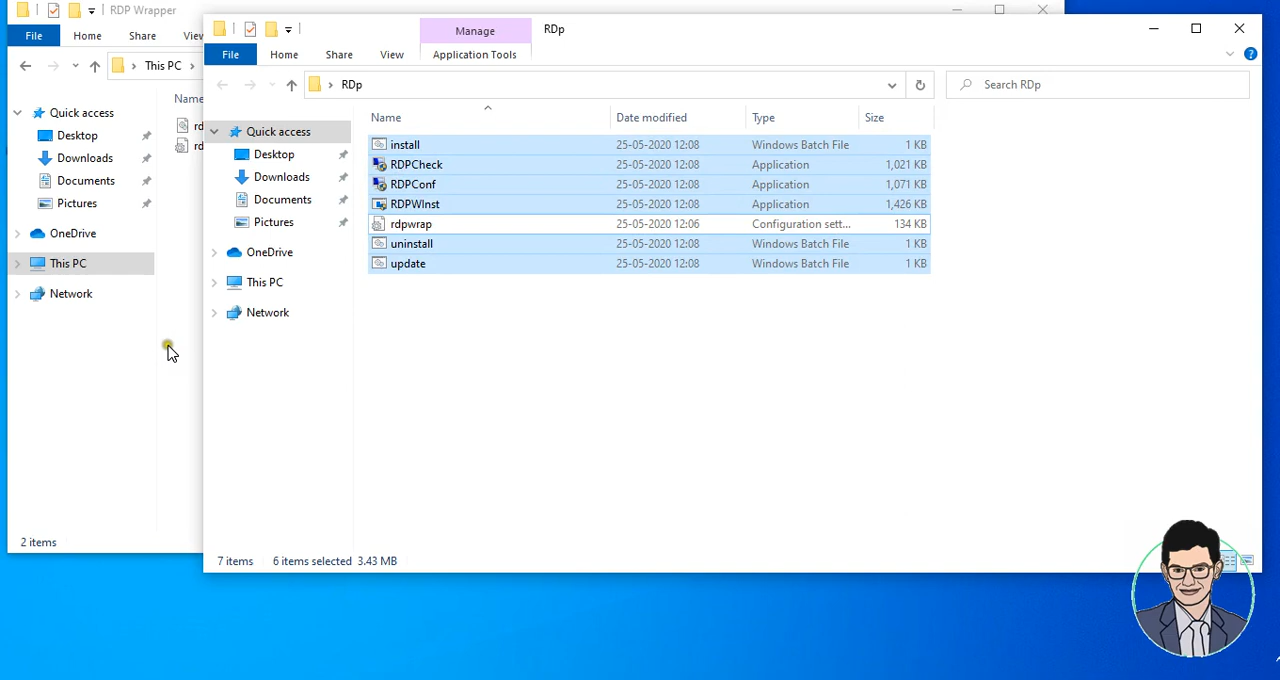 RDP Wrapper
File Home Share View
This PC
Name
Quick access
Desktop
Downloads
Documents
Pictures
OneDrive
This PC
Network
rd
rd
2 items
Manage RDp
File Home Share View Application Tools
RDp
Search RDp
Quick access
Desktop
Downloads
Documents
Pictures
OneDrive
This PC
Network
Name Date modified Type Size
install 25-05-2020 12:08 Windows Batch File 1 KB
RDPCheck 25-05-2020 12:08 Application 1,021 KB
RDPConf 25-05-2020 12:08 Application 1,071 KB
RDPWInst 25-05-2020 12:08 Application 1,426 KB
rdpwrap 25-05-2020 12:06 Configuration sett... 134 KB
uninstall 25-05-2020 12:08 Windows Batch File 1 KB
update 25-05-2020 12:08 Windows Batch File 1 KB
7 items 6 items selected 3.43 MB